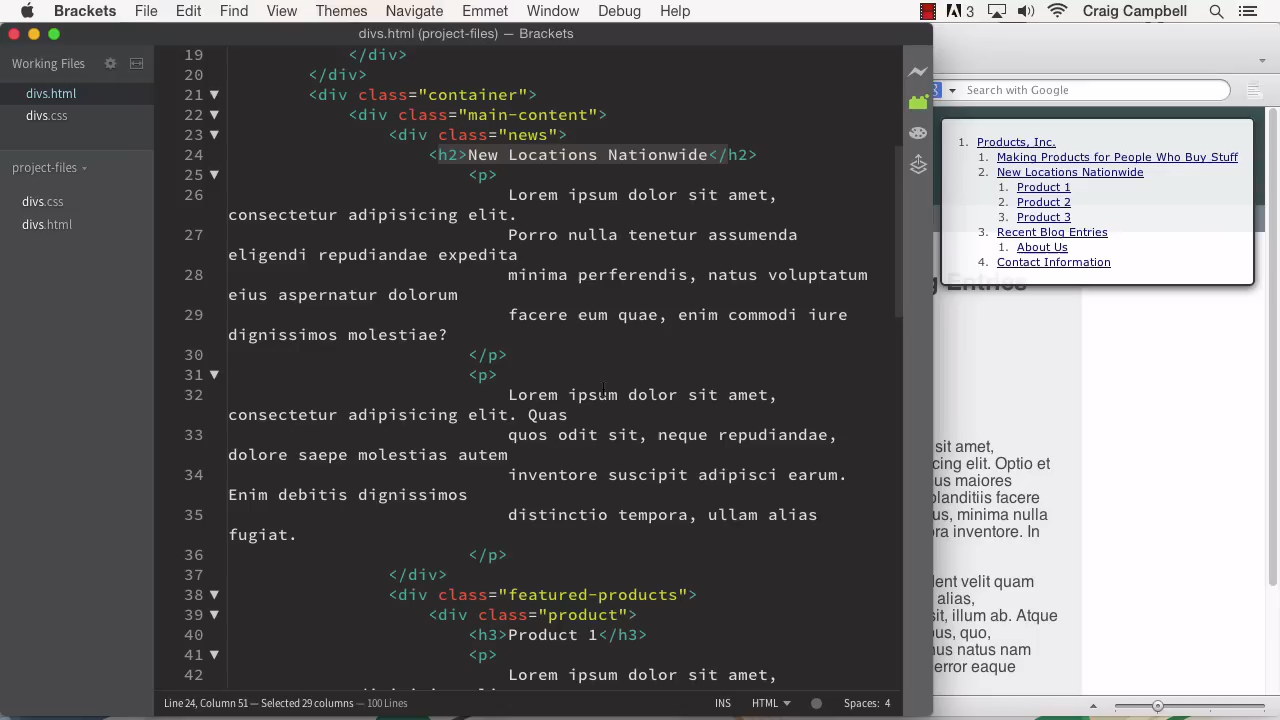 Brackets File Edit Find View Themes Navigate Emmet Window Debug Help 3 Craig Campbell
divs.html (project-files) — Brackets
Working Files
divs.html
divs.css
project-files
divs.css
divs.html
19 </div>
20 </div>
21 <div class="container">
22 <div class="main-content">
23 <div class="news">
24 <h2>New Locations Nationwide</h2>
25 <p>
26 Lorem ipsum dolor sit amet,
consectetur adipisicing elit.
27 Porro nulla tenetur assumenda
eligendi repudiandae expedita
28 minima perferendis, natus voluptatum
eius aspernatur dolorum
29 facere eum quae, enim commodi iure
dignissimos molestiae?
30 </p>
31 <p>
32 Lorem ipsum dolor sit amet,
consectetur adipisicing elit. Quas
33 quos odit sit, neque repudiandae,
dolore saepe molestias autem
34 inventore suscipit adipisci earum.
Enim debitis dignissimos
35 distinctio tempora, ullam alias
fugiat.
36 </p>
37 </div>
38 <div class="featured-products">
39 <div class="product">
40 <h3>Product 1</h3>
41 <p>
42 Lorem ipsum dolor sit amet,
Line 24, Column 51 — Selected 29 columns — 100 Lines
INS HTML Spaces: 4
Search with Google
1. Products, Inc.
1. Making Products for People Who Buy Stuff
2. New Locations Nationwide
1. Product 1
2. Product 2
3. Product 3
3. Recent Blog Entries
1. About Us
4. Contact Information
g Entries
sit amet,
cing elit. Optio et
us maiores
blanditiis facere
us, minima nulla
ora inventore. In
dent velit quam
alias,
sit, illum ab. Atque
ous, quo,
mus natus nam
error eaque